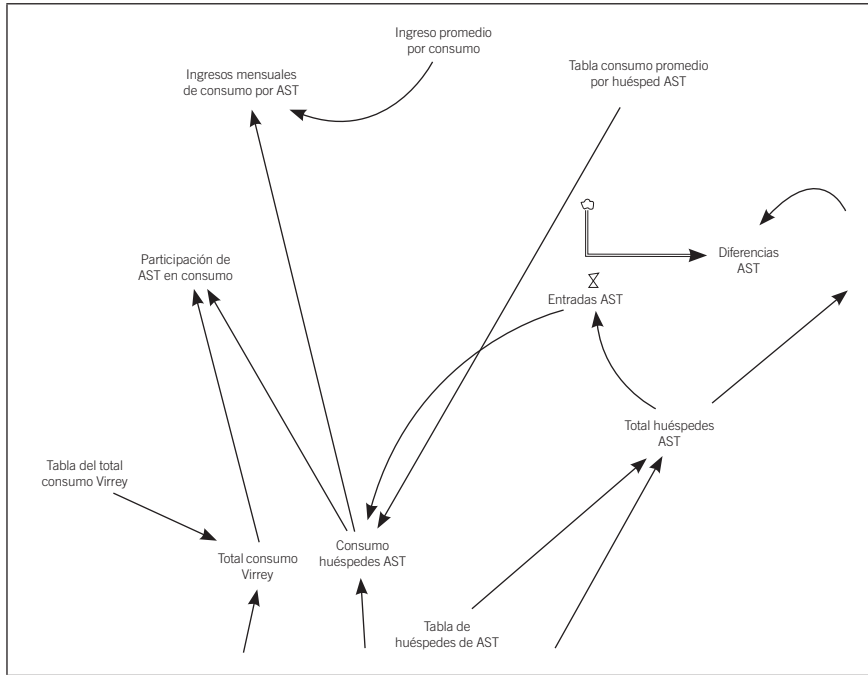 Ingreso promedio
por consumo
Ingresos mensuales
de consumo por AST
Tabla consumo promedio
por huésped AST
Participación de
AST en consumo
Diferencias
AST
Entradas AST
Total huéspedes
AST
Tabla del total
consumo Virrey
Total consumo
Virrey
Consumo
huéspedes AST
Tabla de
huéspedes de AST